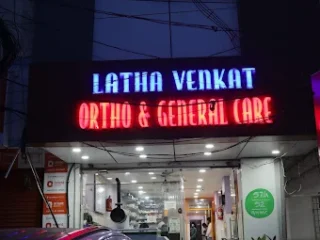 LATHA VENKAT
ORTHO & GENERAL CARE